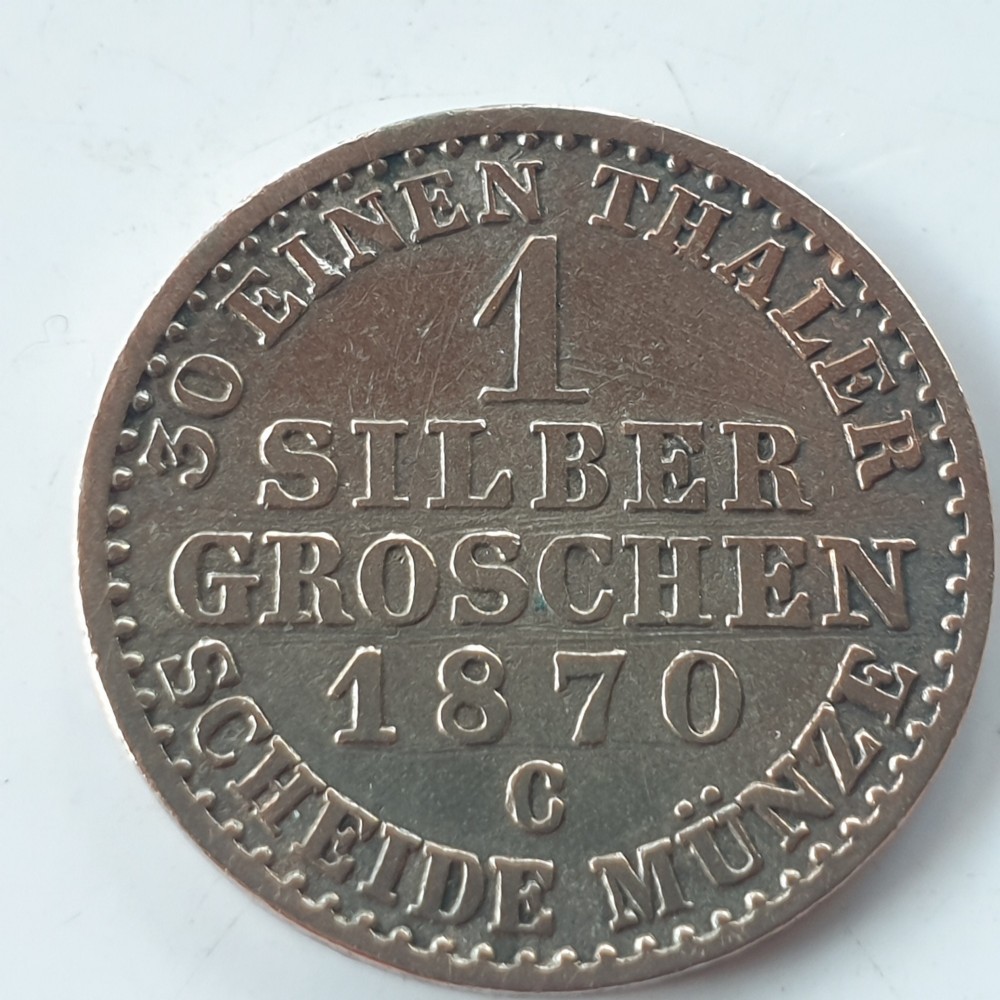 30 EINEN THALER
1
SILBER
GROSCHEN
1870
C
SCHEIDE MÜNZE